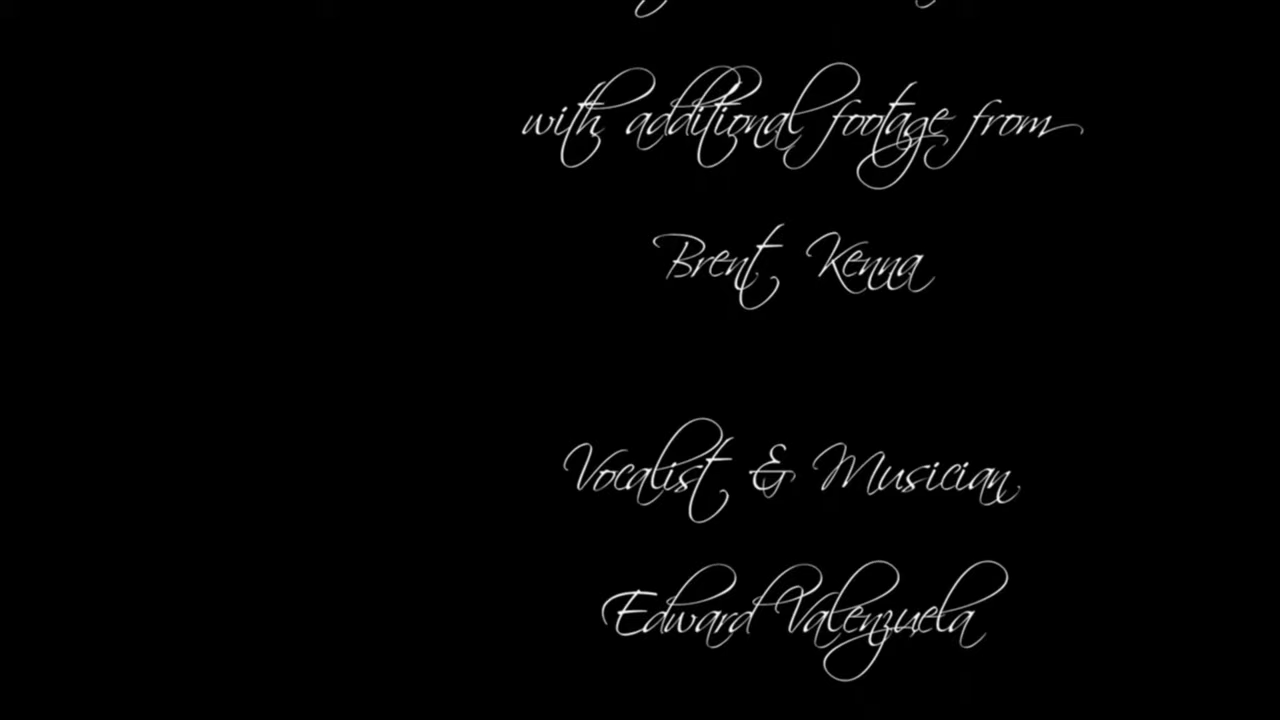 with additional footage from
Brent Kenna
Vocalist & Musician
Edward Valenzuela